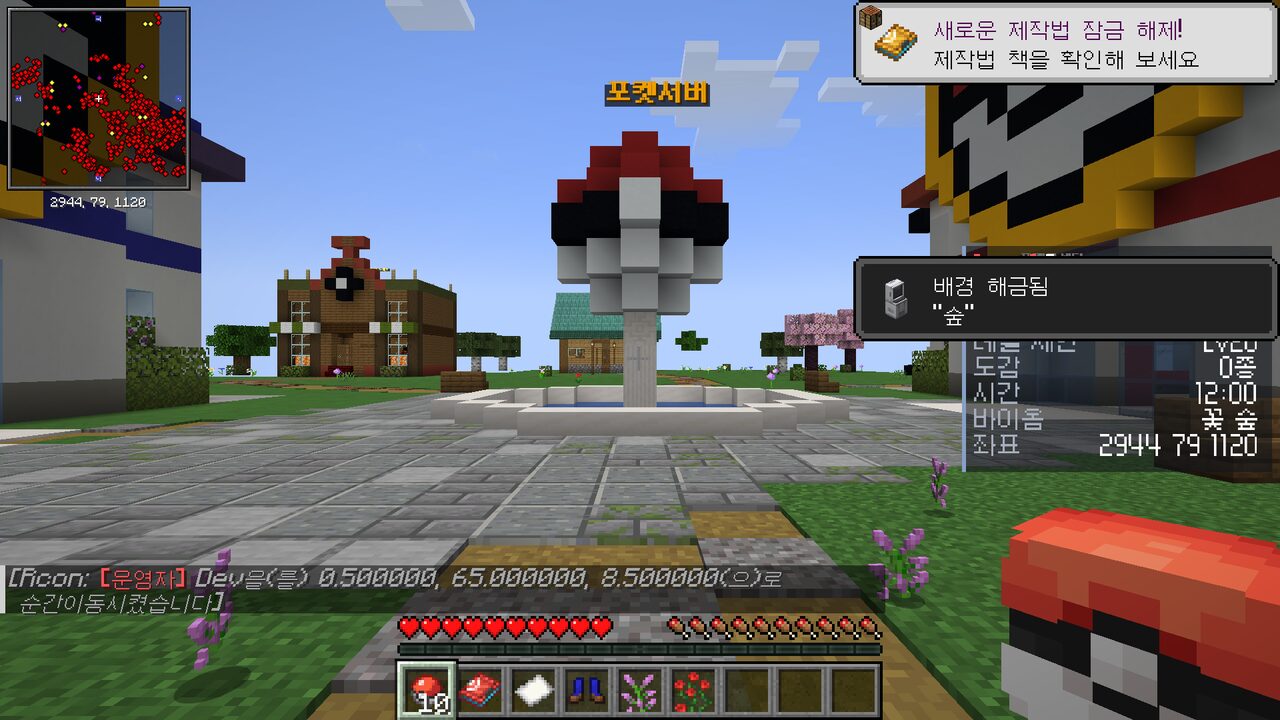 새로운 제작법 잠금 해제!
제작법 책을 확인해 보세요
포켓서버
2944, 79, 1120
배경 해금됨
"숲"
도감 0종
시간 12:00
바이옴 꽃 숲
좌표 2944 79 1120
[Rcon: [운영자] Dev을(를) 0.500000, 65.000000, 8.500000(으)로
순간이동시켰습니다]
10